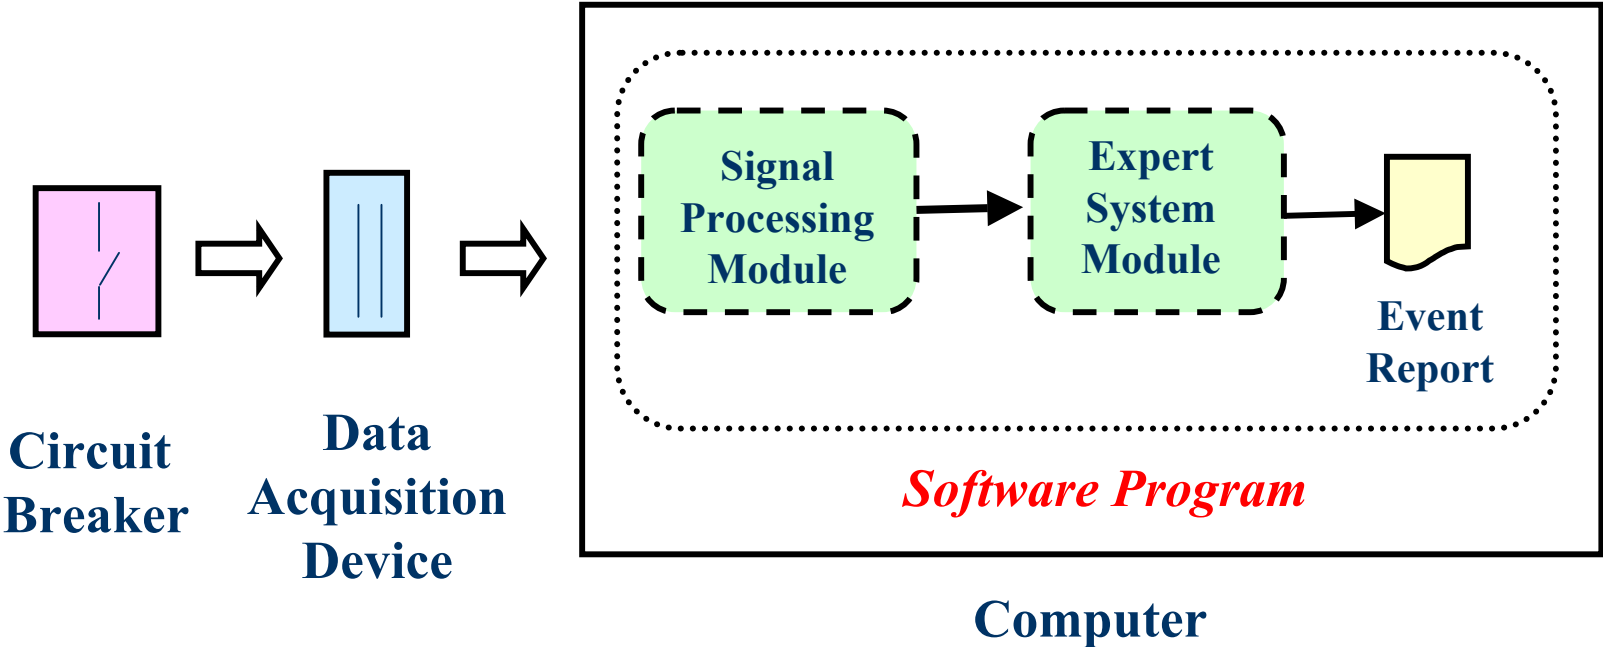 Circuit
Breaker
Data
Acquisition
Device
Signal
Processing
Module
Expert
System
Module
Event
Report
Software Program
Computer